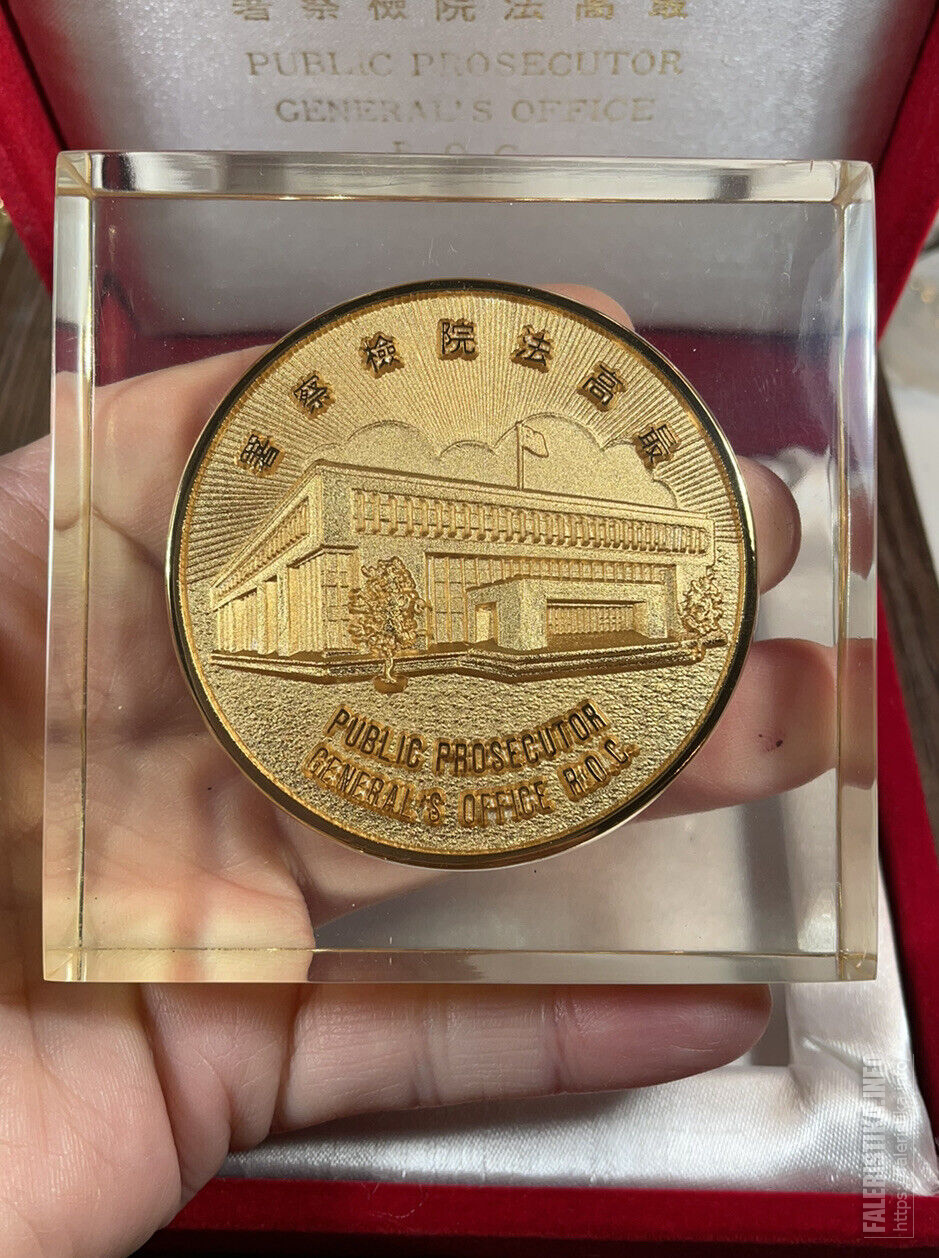 最高法院檢察署
PUBLIC PROSECUTOR
GENERAL'S OFFICE
最高法院檢察署
PUBLIC PROSECUTOR
GENERAL'S OFFICE R.O.C.
FALERISTIKA.INFO